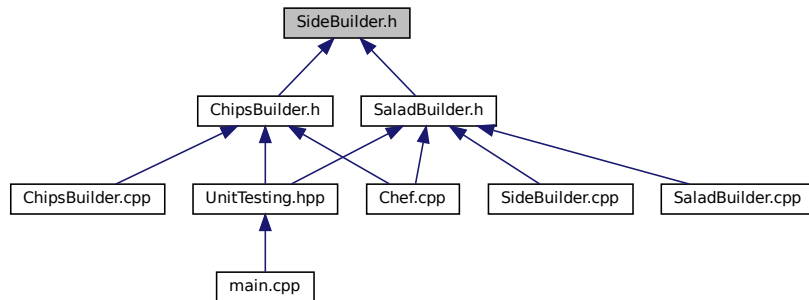 SideBuilder.h
ChipsBuilder.h
SaladBuilder.h
ChipsBuilder.cpp
UnitTesting.hpp
Chef.cpp
SideBuilder.cpp
SaladBuilder.cpp
main.cpp